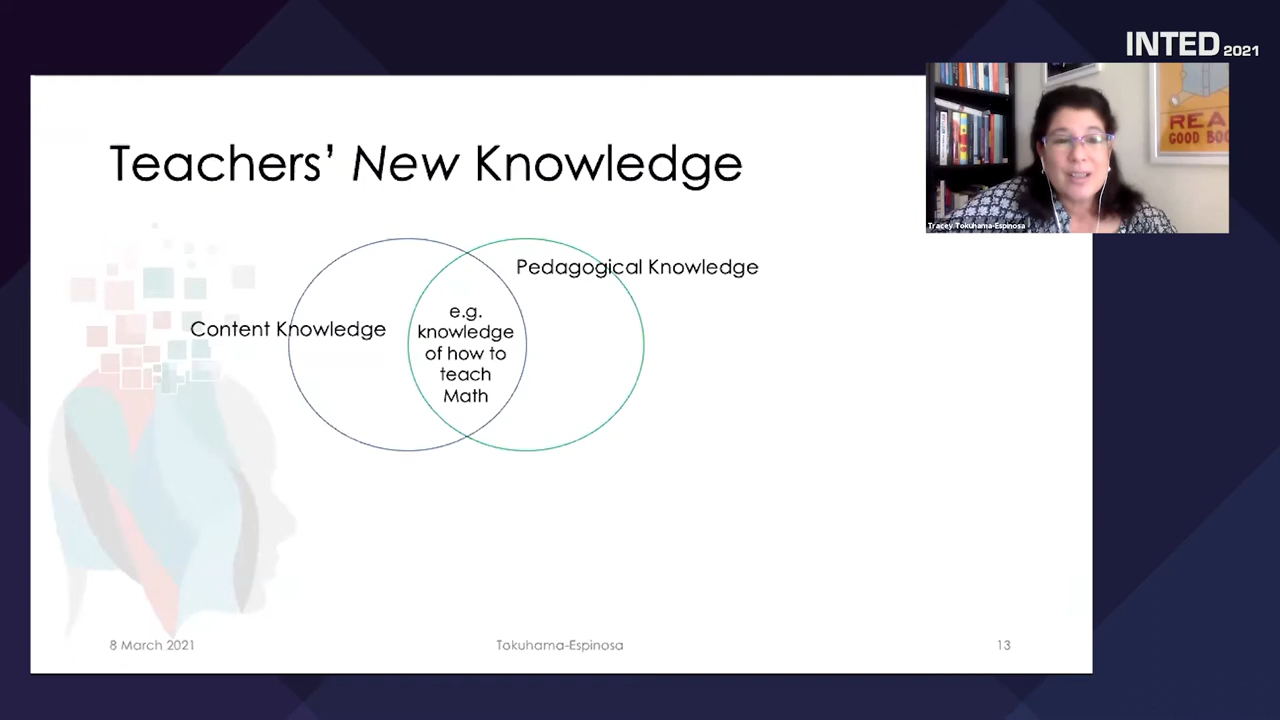 INTED 2021
REA
GOOD BOO
Tracey Tokuhama-Espinosa
Teachers’ New Knowledge
Pedagogical Knowledge
Content Knowledge
e.g.
knowledge
of how to
teach
Math
8 March 2021
Tokuhama-Espinosa
13